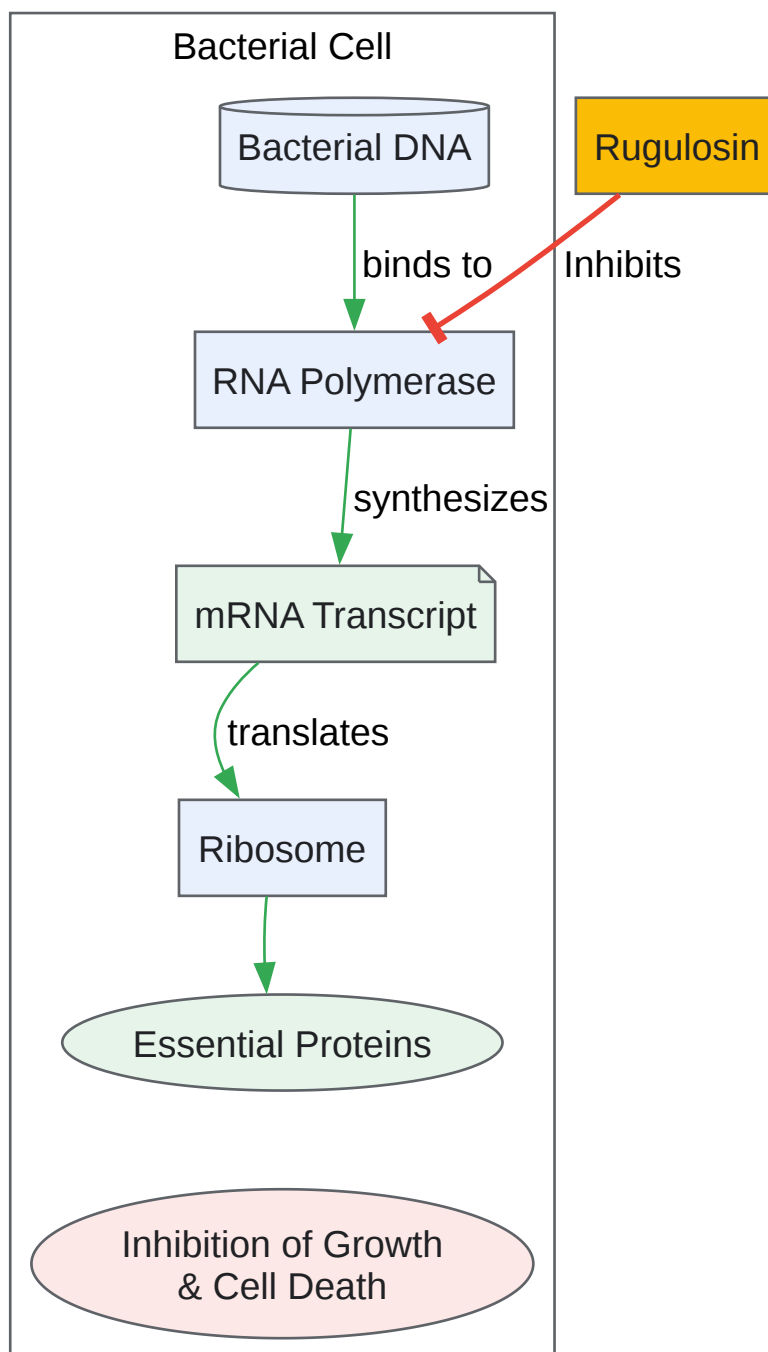 Bacterial Cell
Bacterial DNA
Rugulosin
binds to
Inhibits
RNA Polymerase
synthesizes
mRNA Transcript
translates
Ribosome
Essential Proteins
Inhibition of Growth
& Cell Death